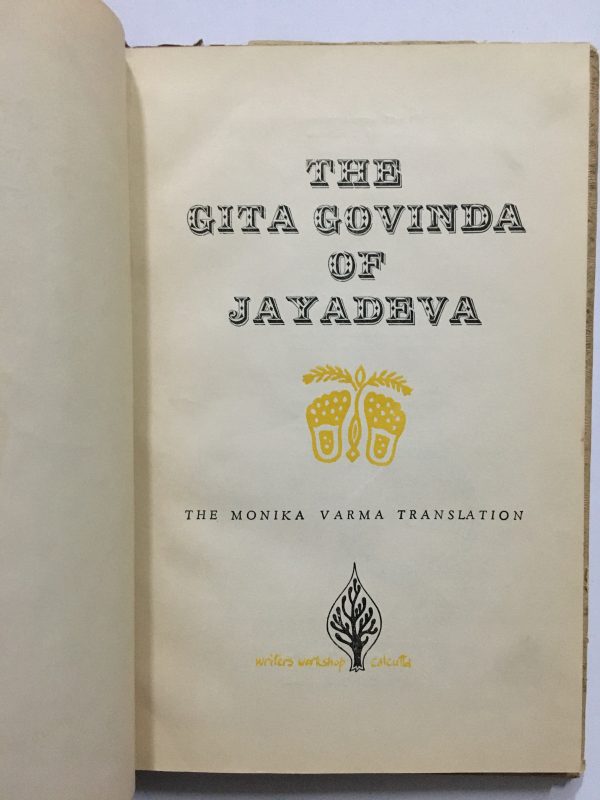 THE
GITA GOVINDA
OF
JAYADEVA
THE MONIKA VARMA TRANSLATION
writers workshop calcutta